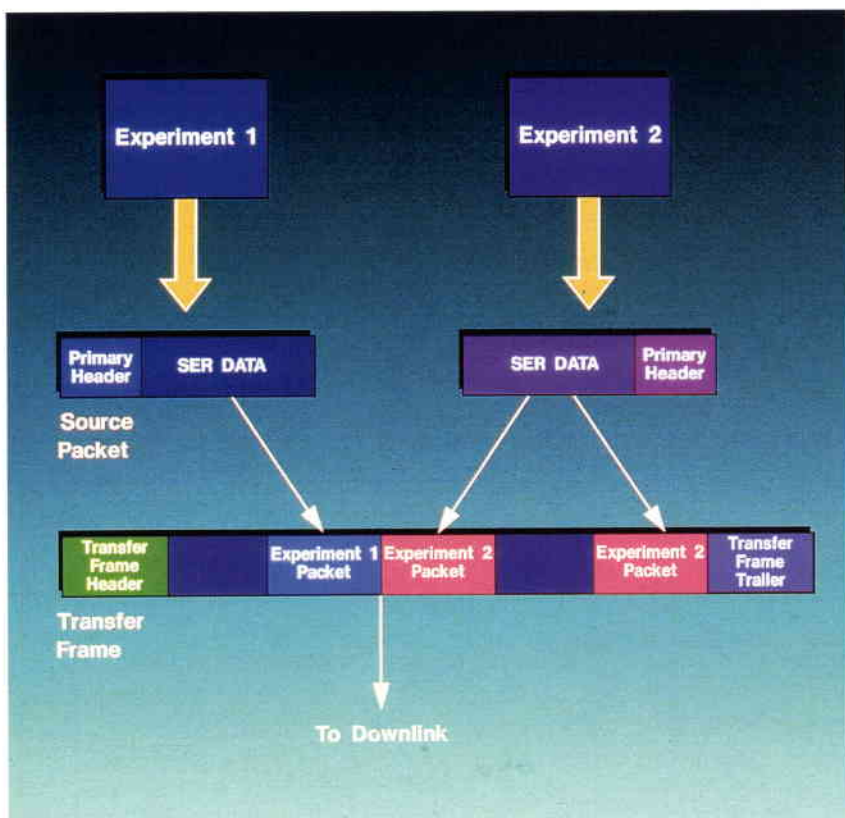 Experiment 1
Experiment 2
Primary
Header
SER DATA
SER DATA
Primary
Header
Source
Packet
Transfer
Frame
Header
Experiment 1
Packet
Experiment 2
Packet
Experiment 2
Packet
Transfer
Frame
Trailer
Transfer
Frame
To Downlink